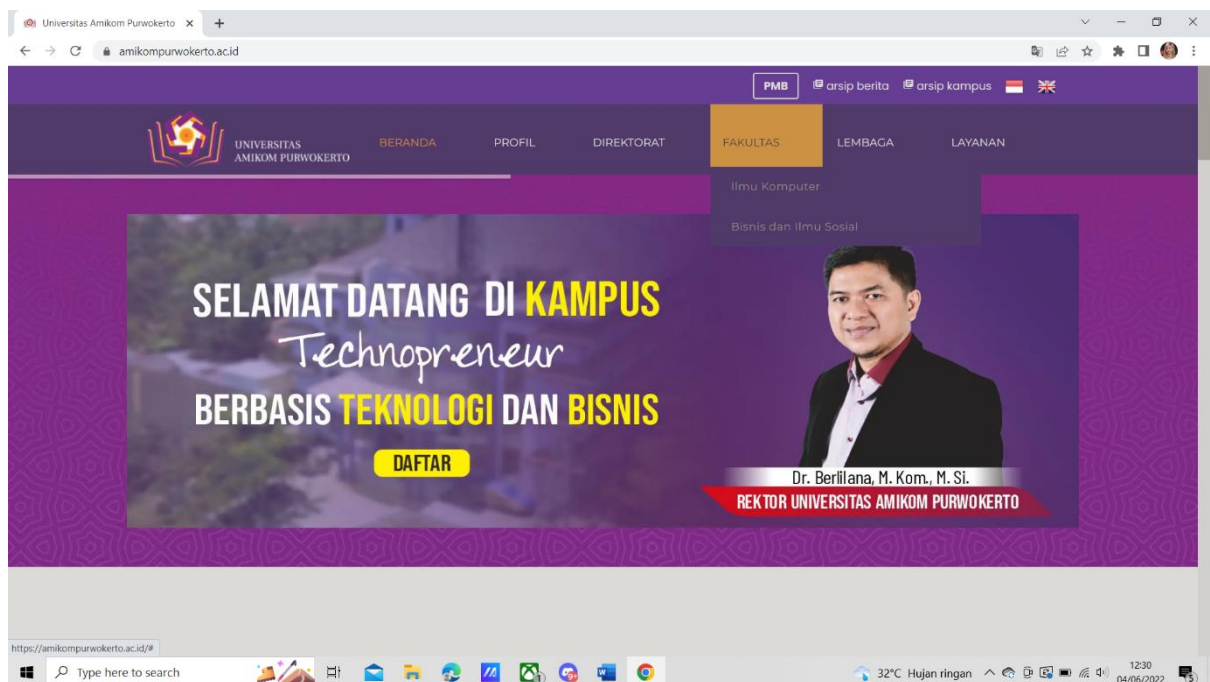 Universitas Amikom Purwokerto
amikompurwokerto.ac.id
PMB arsip berita arsip kampus
UNIVERSITAS
AMIKOM PURWOKERTO
BERANDA PROFIL DIREKTORAT FAKULTAS LEMBAGA LAYANAN
Ilmu Komputer
Bisnis dan Ilmu Sosial
SELAMAT DATANG DI KAMPUS
Technopreneur
BERBASIS TEKNOLOGI DAN BISNIS
DAFTAR
Dr. Berlilana, M. Kom., M. Si.
REKTOR UNIVERSITAS AMIKOM PURWOKERTO
https://amikompurwokerto.ac.id/#
Type here to search
32°C Hujan ringan
12:30
04/06/2022
5